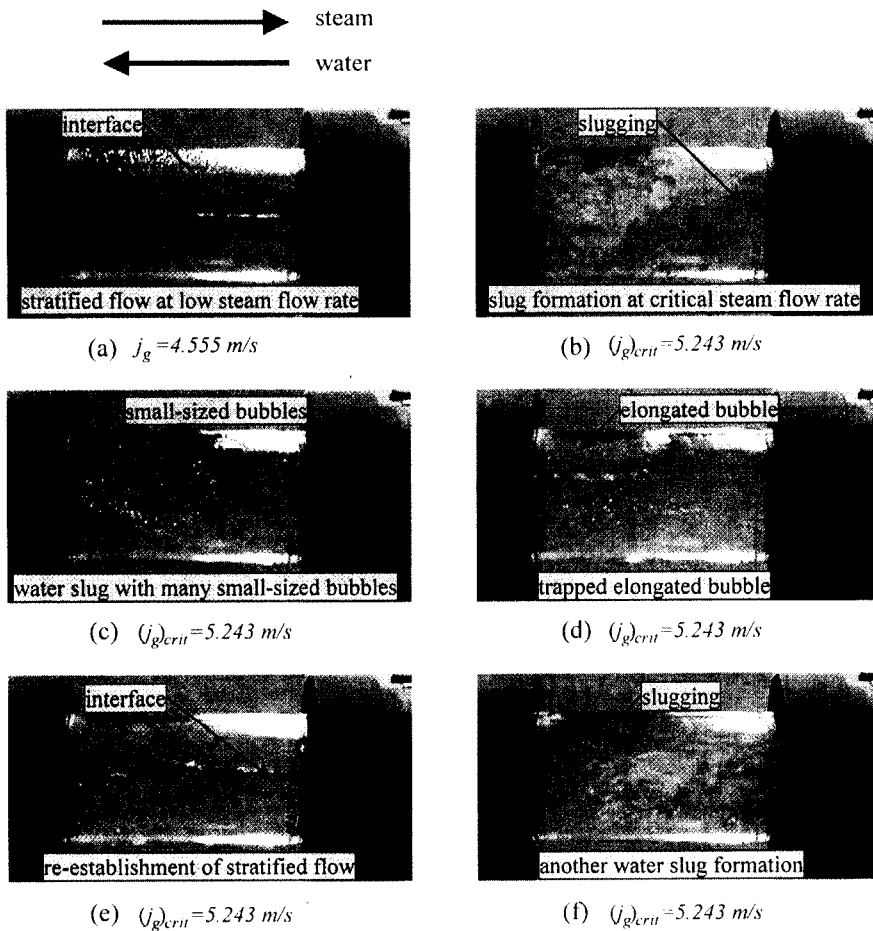 steam
water
interface
stratified flow at low steam flow rate
(a) j_g=4.555 m/s
slugging
slug formation at critical steam flow rate
(b) (j_g)_crit=5.243 m/s
small-sized bubbles
water slug with many small-sized bubbles
(c) (j_g)_crit=5.243 m/s
elongated bubble
trapped elongated bubble
(d) (j_g)_crit=5.243 m/s
interface
re-establishment of stratified flow
(e) (j_g)_crit=5.243 m/s
slugging
another water slug formation
(f) (j_g)_crit=5.243 m/s